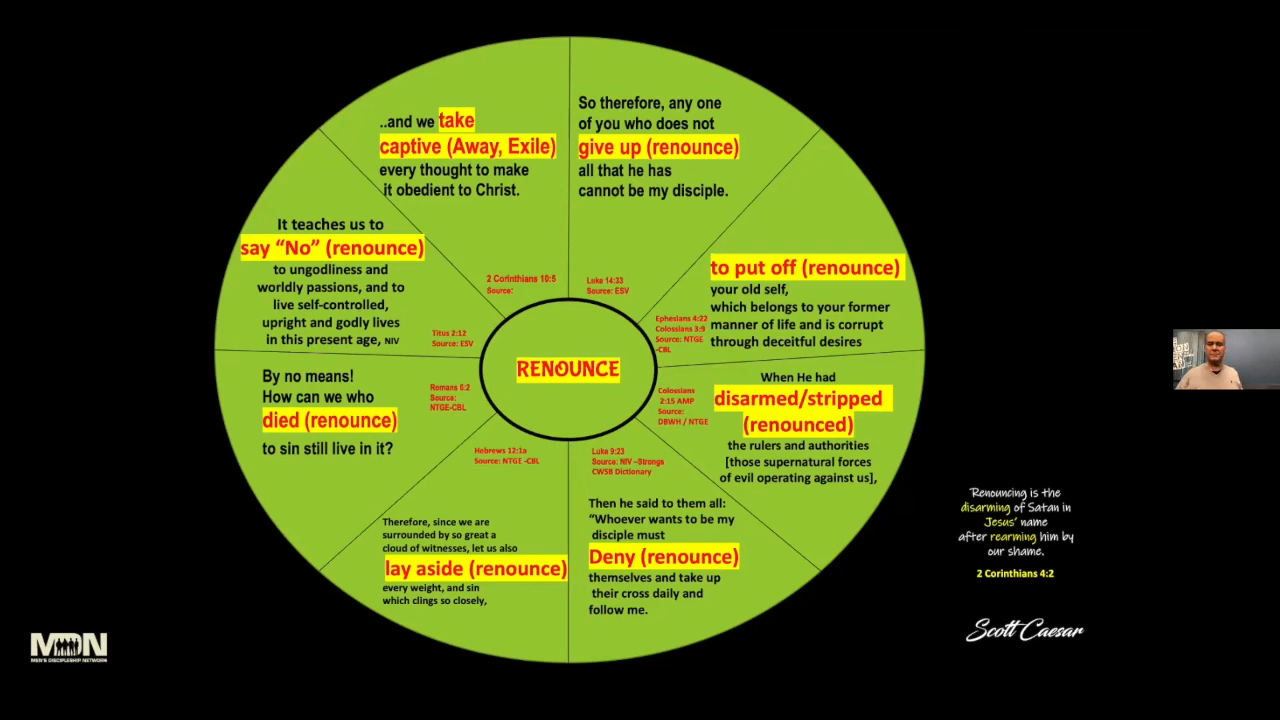 ..and we take
captive (Away, Exile)
every thought to make
it obedient to Christ.
2 Corinthians 10:5
Source:
So therefore, any one
of you who does not
give up (renounce)
all that he has
cannot be my disciple.
Luke 14:33
Source: ESV
to put off (renounce)
your old self,
which belongs to your former
manner of life and is corrupt
through deceitful desires
Ephesians 4:22
Colossians 3:9
Source: NTGE
-CBL
When He had
disarmed/stripped
(renounced)
the rulers and authorities
[those supernatural forces
of evil operating against us],
Colossians
2:15 AMP
Source:
DBWH / NTGE
Luke 9:23
Source: NIV –Strongs
CWSB Dictionary
Then he said to them all:
“Whoever wants to be my
disciple must
Deny (renounce)
themselves and take up
their cross daily and
follow me.
Hebrews 12:1a
Source: NTGE -CBL
Therefore, since we are
surrounded by so great a
cloud of witnesses, let us also
lay aside (renounce)
every weight, and sin
which clings so closely,
By no means!
How can we who
died (renounce)
to sin still live in it?
Romans 6:2
Source:
NTGE-CBL
It teaches us to
say “No” (renounce)
to ungodliness and
worldly passions, and to
live self-controlled,
upright and godly lives
in this present age, NIV
Titus 2:12
Source: ESV
RENOUNCE
Renouncing is the
disarming of Satan in
Jesus’ name
after rearming him by
our shame.
2 Corinthians 4:2
Scott Caesar
MDN
MEN'S DISCIPLESHIP NETWORK